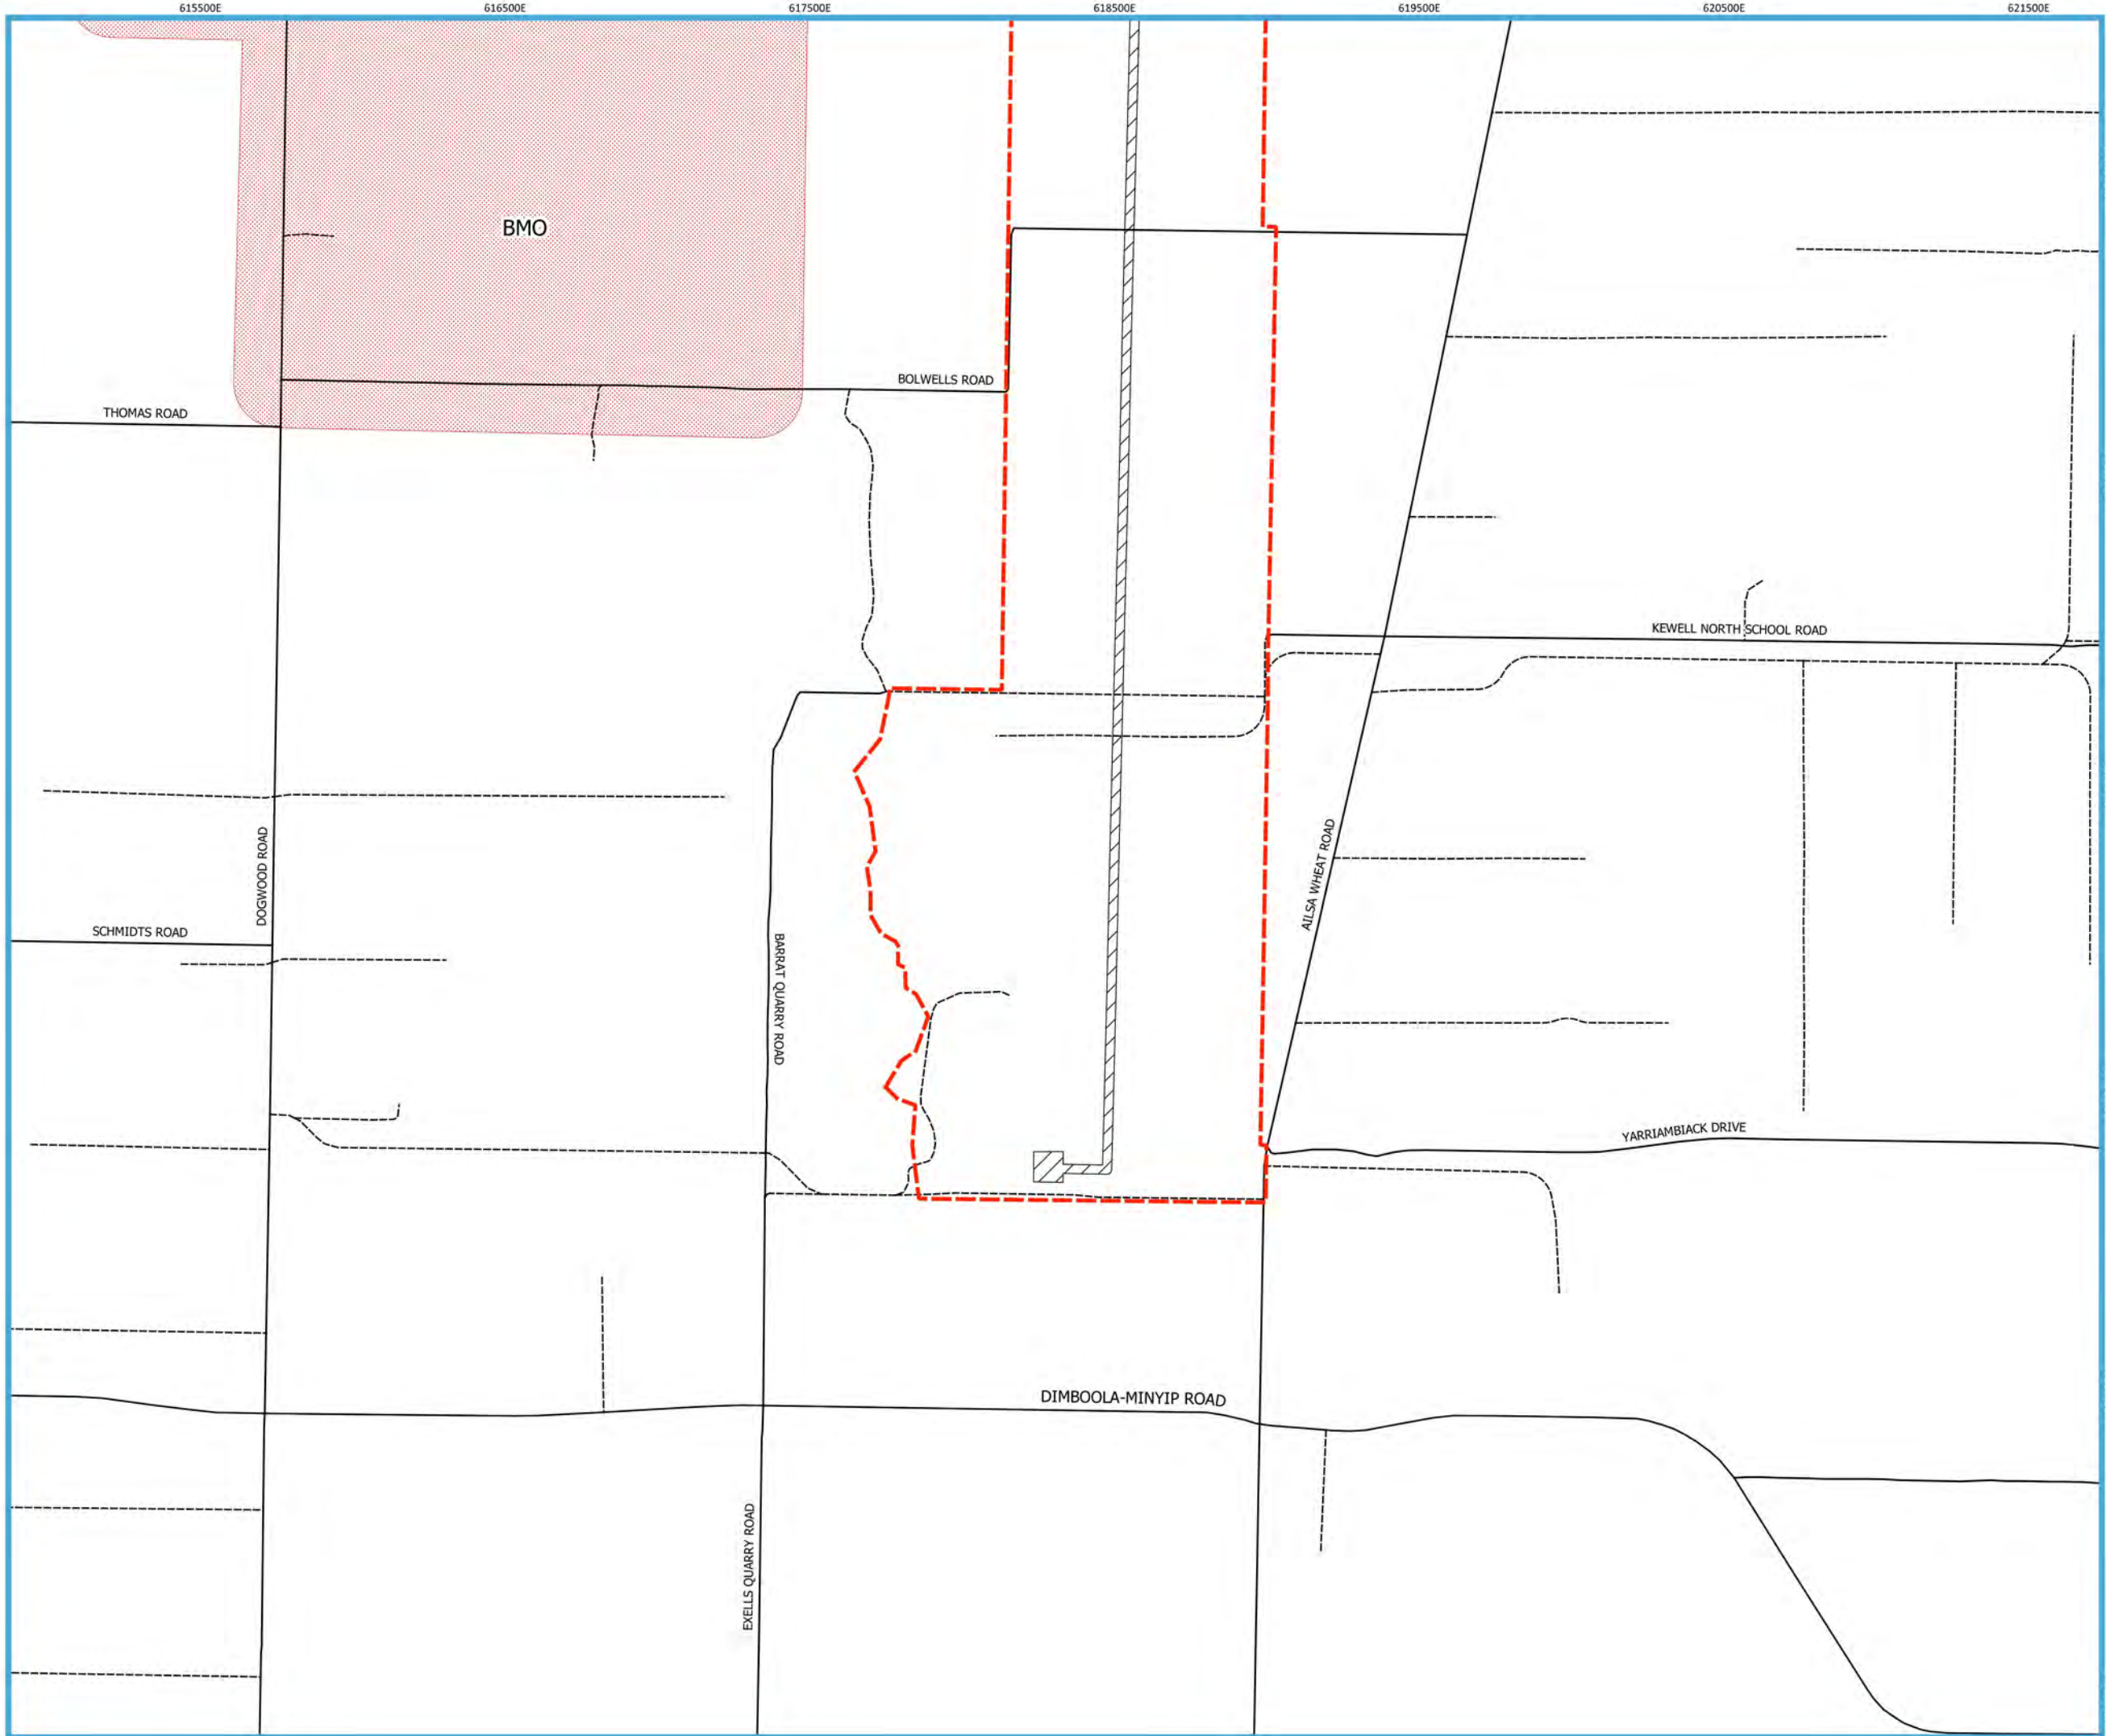 615500E
616500E
617500E
618500E
619500E
620500E
621500E
BMO
BOLWELLS ROAD
THOMAS ROAD
KEWELL NORTH SCHOOL ROAD
DOGWOOD ROAD
AILSA WHEAT ROAD
SCHMIDTS ROAD
BARRAT QUARRY ROAD
YARRIAMBIACK DRIVE
DIMBOOLA-MINYIP ROAD
EXELLS QUARRY ROAD